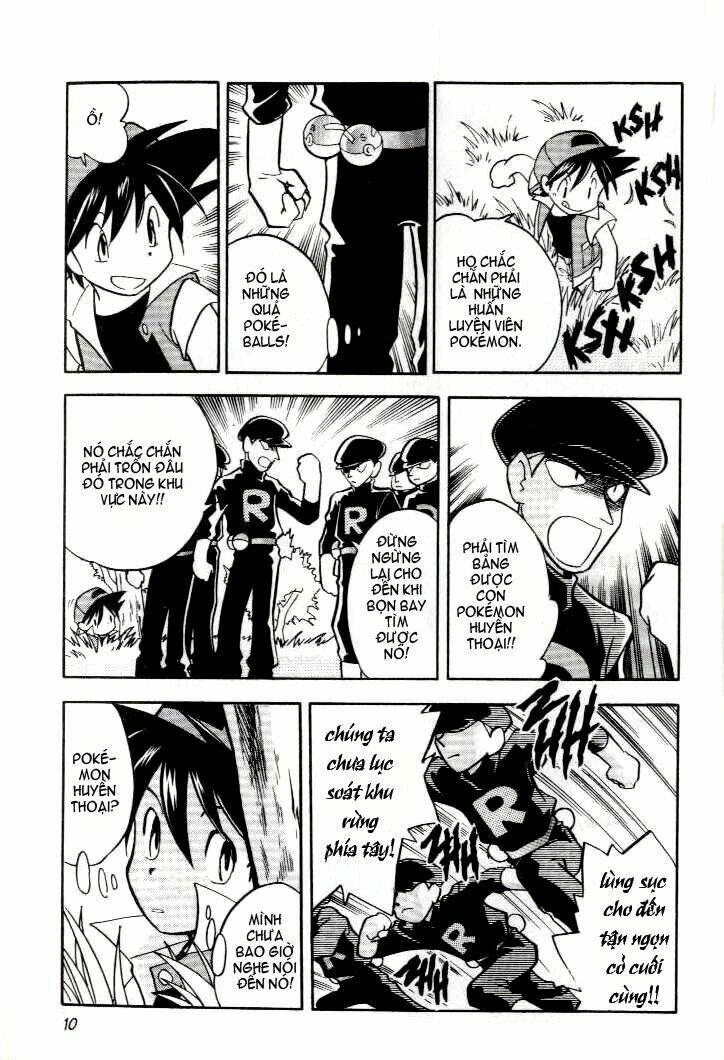 KSH
KSH
KSH
KSH
KSH
HỌ CHẮC
CHẮN PHẢI
LÀ NHỮNG
HUẤN
LUYỆN VIÊN
POKÉMON.
ĐÓ LÀ
NHỮNG
QUẢ
POKÉ-
BALLS!
Ồ!
PHẢI TÌM
BẰNG
ĐƯỢC
CON
POKÉMON
HUYỀN
THOẠI!!
R
R
R
R
NÓ CHẮC CHẮN
PHẢI TRỐN ĐÂU
ĐÓ TRONG KHU
VỰC NÀY!!
ĐỪNG
NGỪNG
LẠI CHO
ĐẾN KHI
BỌN BAY
TÌM
ĐƯỢC
NÓ!
ZHH
ZHH
ZHH
ZHH
R
R
chúng ta
chưa lục
soát khu
rừng
phía tây!
lùng sục
cho đến
tận ngọn
cỏ cuối
cùng!!
POKÉ-
MON
HUYỀN
THOẠI?
MÌNH
CHƯA
BAO GIỜ
NGHE NÓI
ĐẾN NÓ!
10